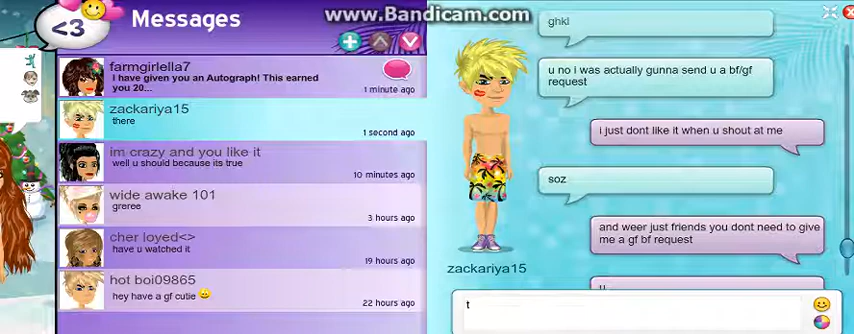 <3
Messages
www.Bandicam.com
farmgirlella7
I have given you an Autograph! This earned
you 20...
1 minute ago
zackariya15
there
1 second ago
im crazy and you like it
well u should because its true
10 minutes ago
wide awake 101
greree
3 hours ago
cher loyed<>
have u watched it
19 hours ago
hot boi09865
hey have a gf cutie
22 hours ago
ghkl
u no i was actually gunna send u a bf/gf
request
i just dont like it when u shout at me
soz
and weer just friends you dont need to give
me a gf bf request
zackariya15
t